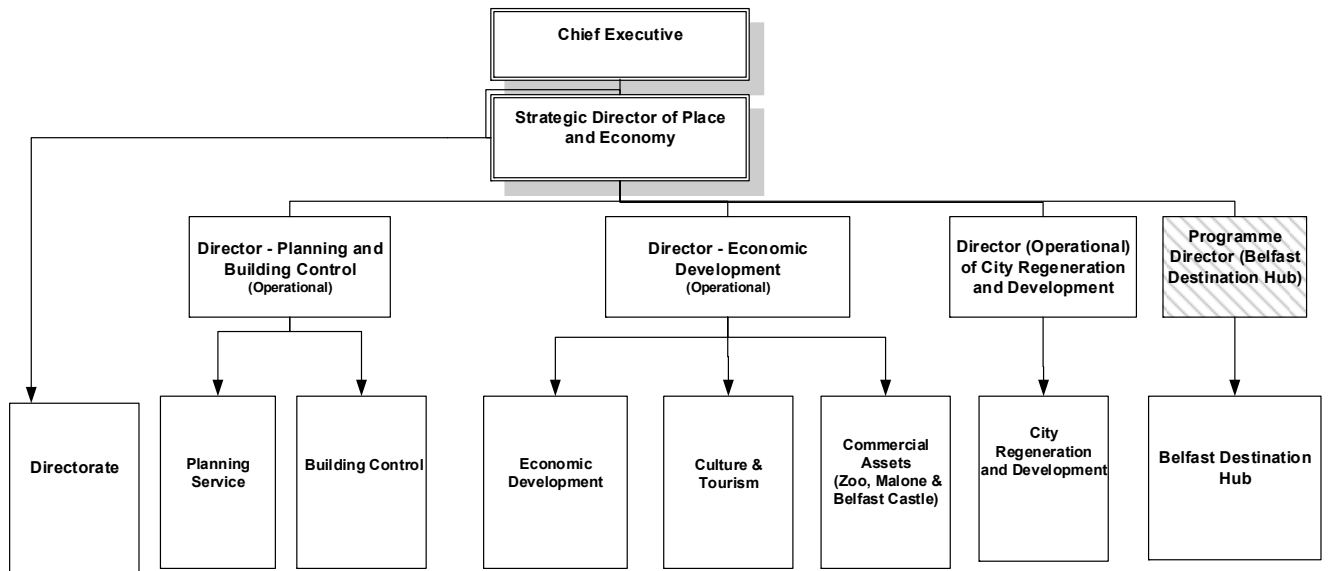 Chief Executive
Strategic Director of Place
and Economy
Director - Planning and
Building Control
(Operational)
Director - Economic
Development
(Operational)
Director (Operational)
of City Regeneration
and Development
Programme
Director (Belfast
Destination Hub)
Directorate
Planning
Service
Building Control
Economic
Development
Culture &
Tourism
Commercial
Assets
(Zoo, Malone &
Belfast Castle)
City
Regeneration
and Development
Belfast Destination
Hub